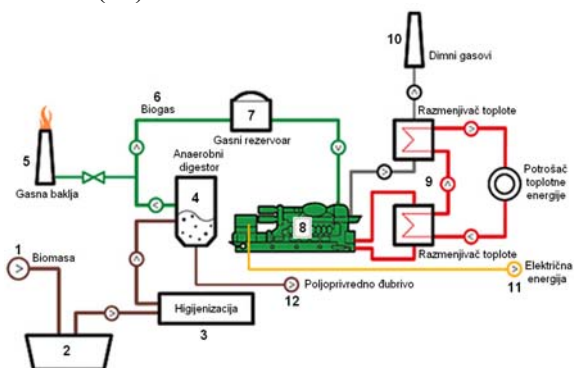 10
Dimni gasovi
6
Biogas
7
Gasni rezervoar
Razmenjivač toplote
5
Gasna baklja
Anaerobni
digestor
4
9
Potrošač
toplotne
energije
8
1
Biomasa
Razmenjivač toplote
Električna
energija
11
12
Poljoprivredno đubrivo
Higijenizacija
3
2